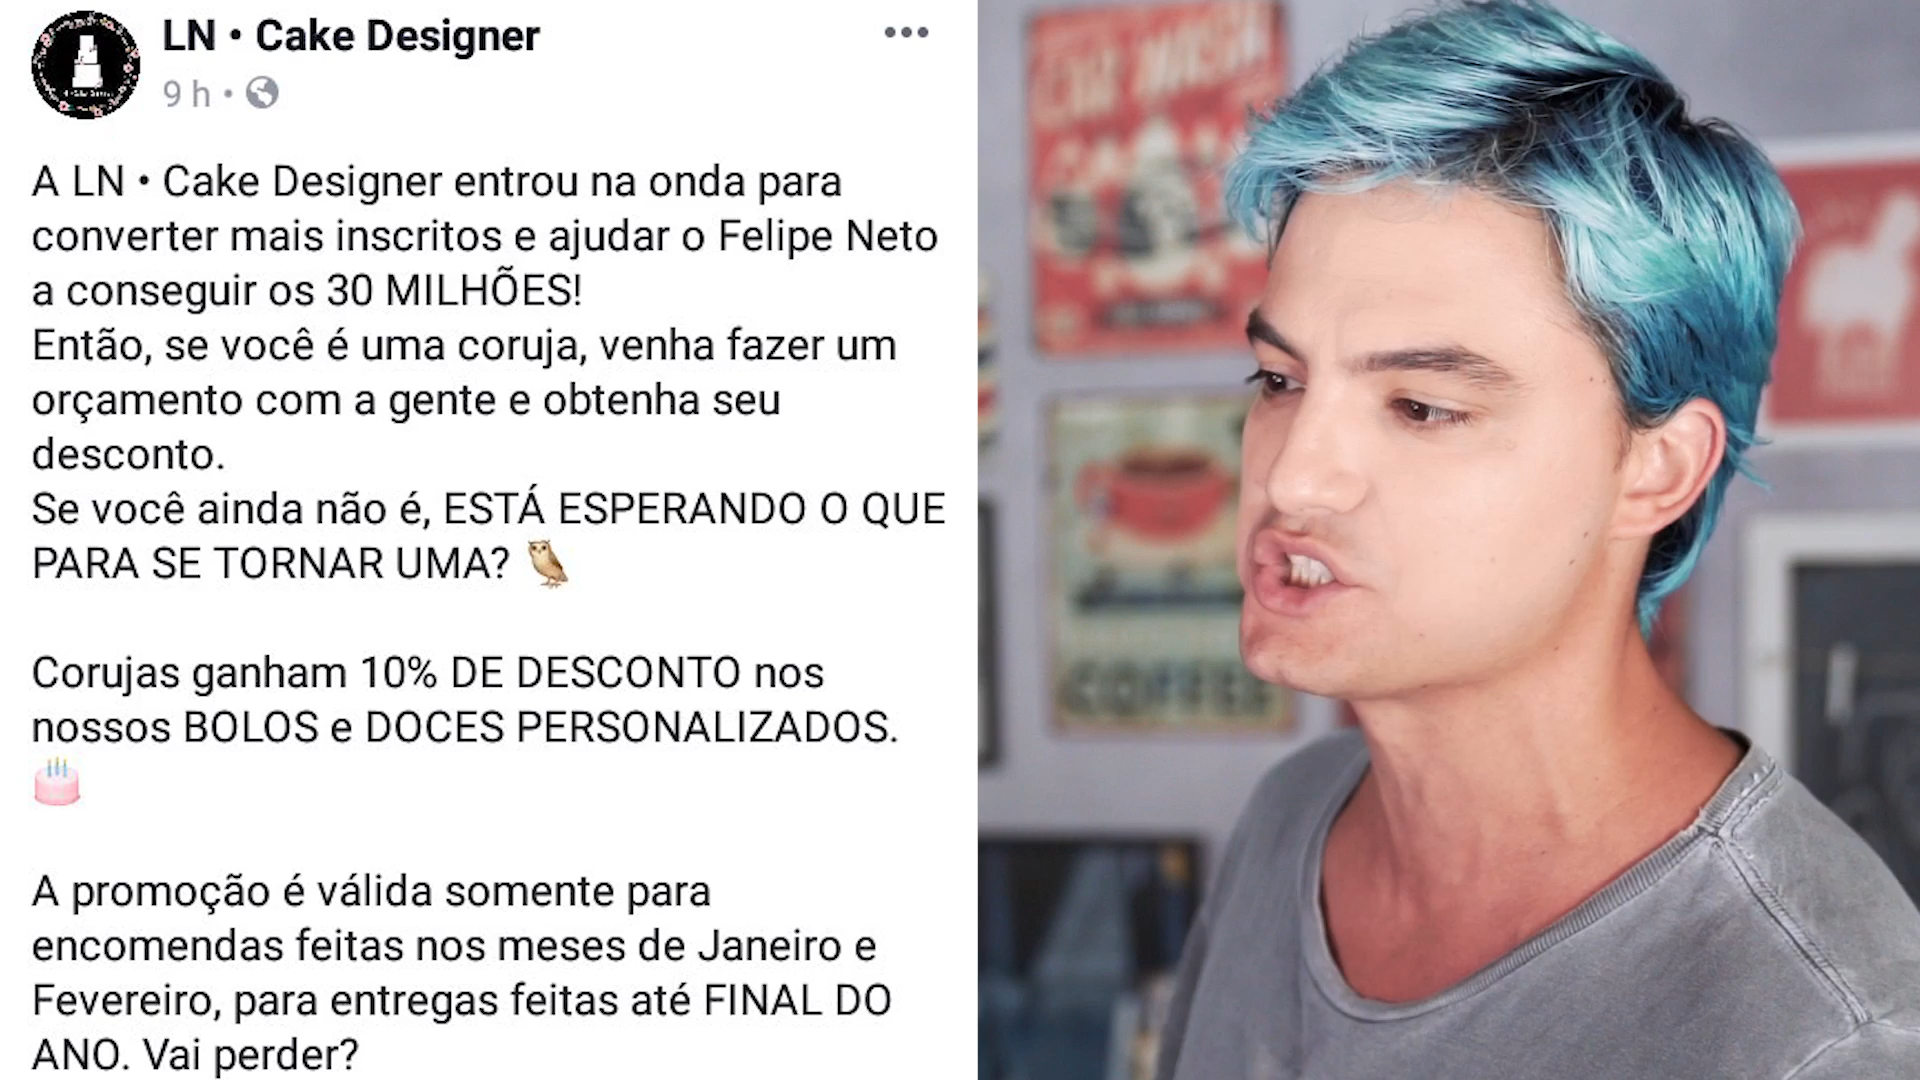 LN • Cake Designer
9 h
A LN • Cake Designer entrou na onda para
converter mais inscritos e ajudar o Felipe Neto
a conseguir os 30 MILHÕES!
Então, se você é uma coruja, venha fazer um
orçamento com a gente e obtenha seu
desconto.
Se você ainda não é, ESTÁ ESPERANDO O QUE
PARA SE TORNAR UMA? 🦉
Corujas ganham 10% DE DESCONTO nos
nossos BOLOS e DOCES PERSONALIZADOS.
🎂
A promoção é válida somente para
encomendas feitas nos meses de Janeiro e
Fevereiro, para entregas feitas até FINAL DO
ANO. Vai perder?
CAR WASH
COFFEE